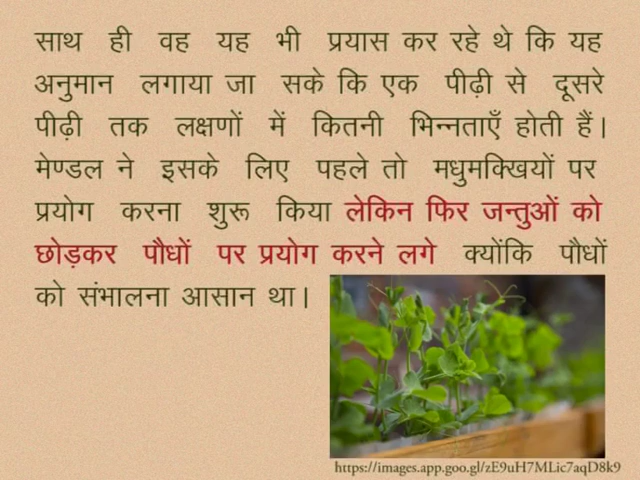 साथ ही वह यह भी प्रयास कर रहे थे कि यह
अनुमान लगाया जा सके कि एक पीढ़ी से दूसरे
पीढ़ी तक लक्षणों में कितनी भिन्नताएँ होती हैं।
मेण्डल ने इसके लिए पहले तो मधुमक्खियों पर
प्रयोग करना शुरू किया लेकिन फिर जन्तुओं को
छोड़कर पौधों पर प्रयोग करने लगे क्योंकि पौधों
को संभालना आसान था।
https://images.app.goo.gl/zE9uH7MLic7aqD8k9